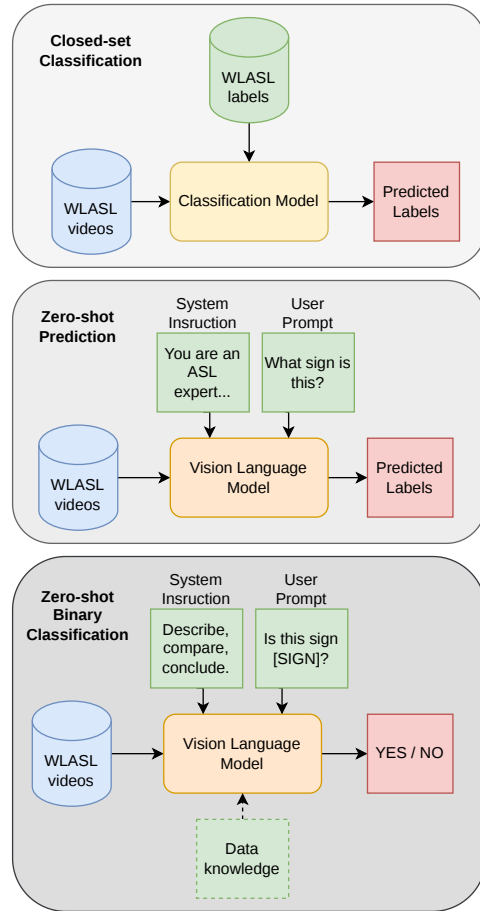 Closed-set
Classification
WLASL
labels
WLASL
videos
Classification Model
Predicted
Labels
Zero-shot
Prediction
System
Insruction
User
Prompt
You are an
ASL
expert...
What sign is
this?
WLASL
videos
Vision Language
Model
Predicted
Labels
Zero-shot
Binary
Classification
System
Insruction
User
Prompt
Describe,
compare,
conclude.
Is this sign
[SIGN]?
WLASL
videos
Vision Language
Model
YES / NO
Data
knowledge